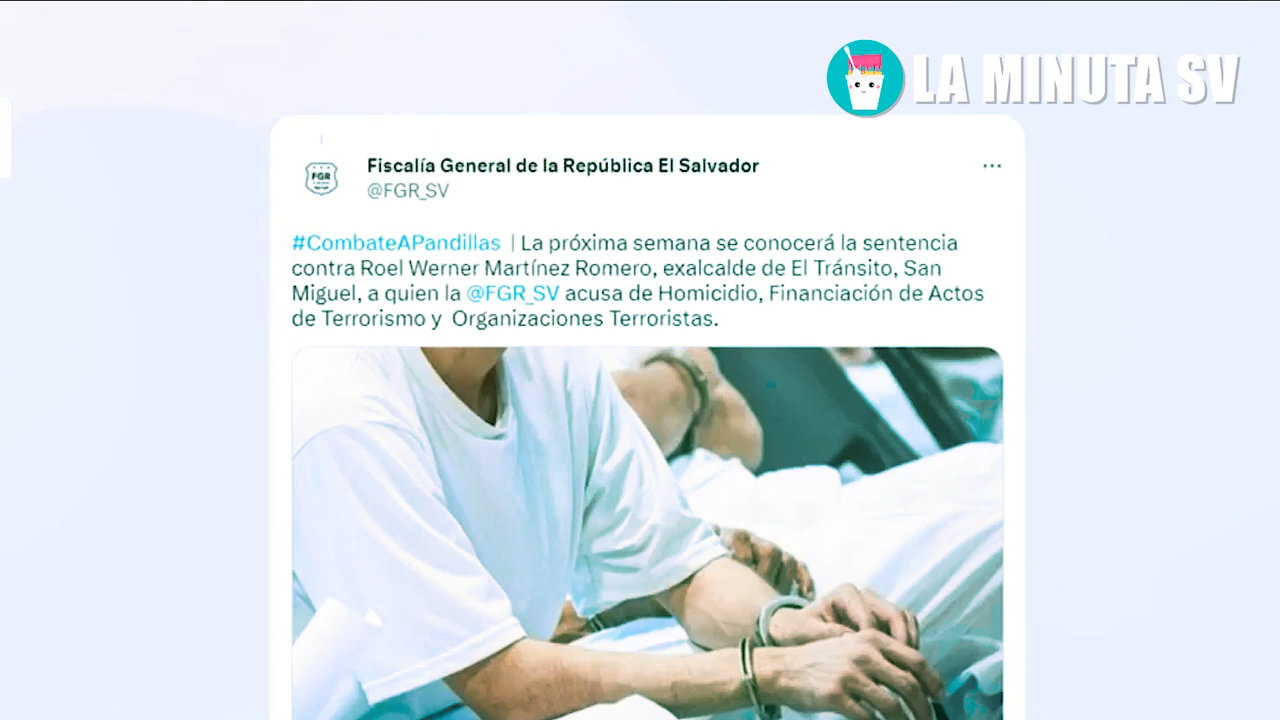 LA MINUTA SV
Fiscalía General de la República El Salvador
FGR
@FGR_SV
#CombateAPandillas | La próxima semana se conocerá la sentencia
contra Roel Werner Martínez Romero, exalcalde de El Tránsito, San
Miguel, a quien la @FGR_SV acusa de Homicidio, Financiación de Actos
de Terrorismo y Organizaciones Terroristas.